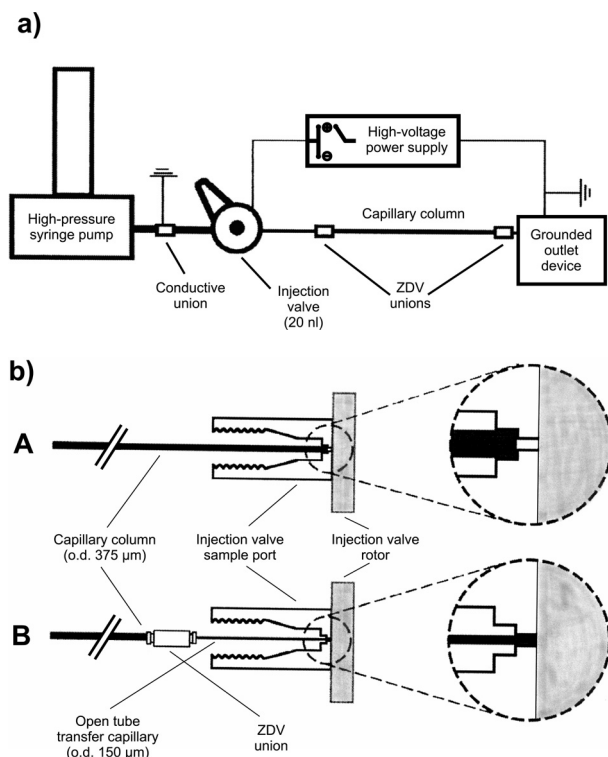 a)
High-voltage
power supply
High-pressure
syringe pump
Capillary column
Grounded
outlet
device
Conductive
union
Injection
valve
(20 nl)
ZDV
unions
b)
A
Capillary column
(o.d. 375 µm)
Injection valve
sample port
Injection valve
rotor
B
Open tube
transfer capillary
(o.d. 150 µm)
ZDV
union